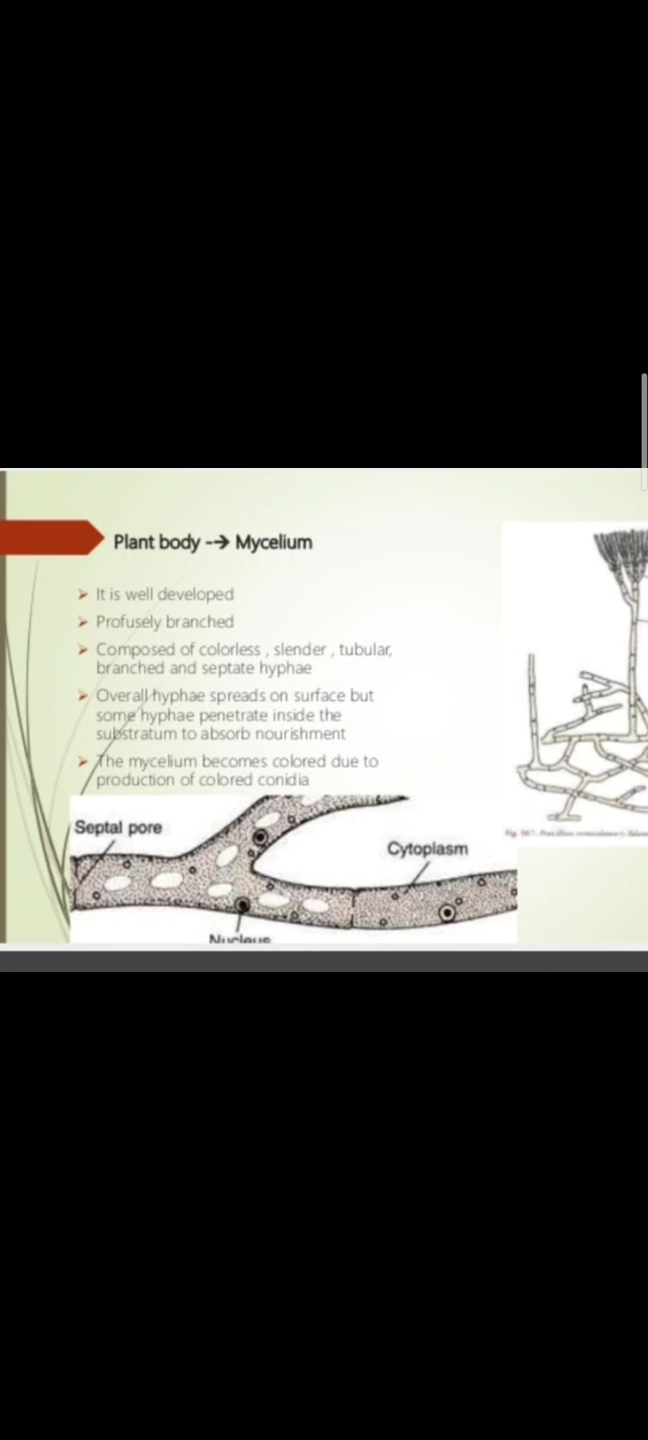 Plant body --→ Mycelium
➢ It is well developed
➢ Profusely branched
➢ Composed of colorless , slender , tubular,
branched and septate hyphae
➢ Overall hyphae spreads on surface but
some hyphae penetrate inside the
substratum to absorb nourishment
➢ The mycelium becomes colored due to
production of colored conidia
Septal pore
Cytoplasm
Nucleus
Fig.